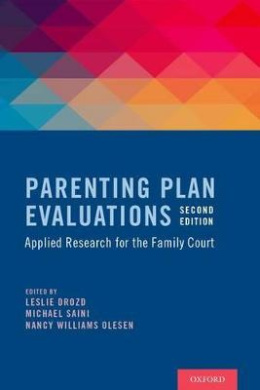 PARENTING PLAN
EVALUATIONS SECOND EDITION
Applied Research for the Family Court
EDITED BY
LESLIE DROZD
MICHAEL SAINI
NANCY WILLIAMS OLESEN
OXFORD